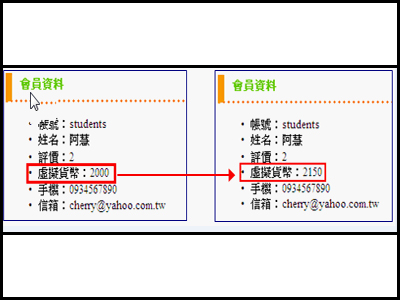 會員資料
• 帳號：students
• 姓名：阿慧
• 評價：2
• 虛擬貨幣：2000
• 手機：0934567890
• 信箱：cherry@yahoo.com.tw
會員資料
• 帳號：students
• 姓名：阿慧
• 評價：2
• 虛擬貨幣：2150
• 手機：0934567890
• 信箱：cherry@yahoo.com.tw